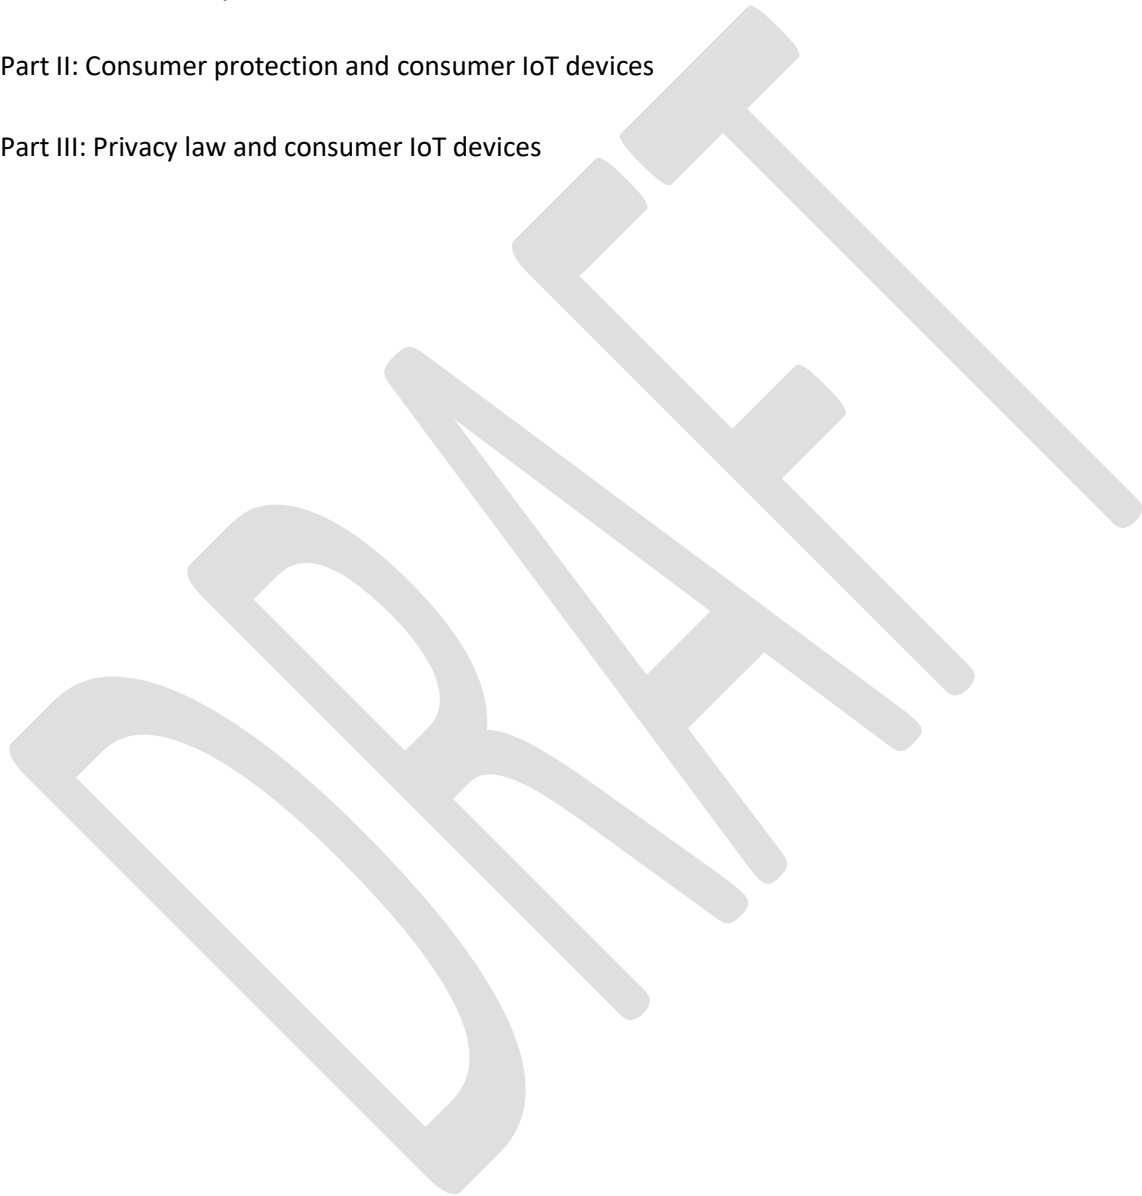 Part II: Consumer protection and consumer IoT devices
Part III: Privacy law and consumer IoT devices
DRAFT